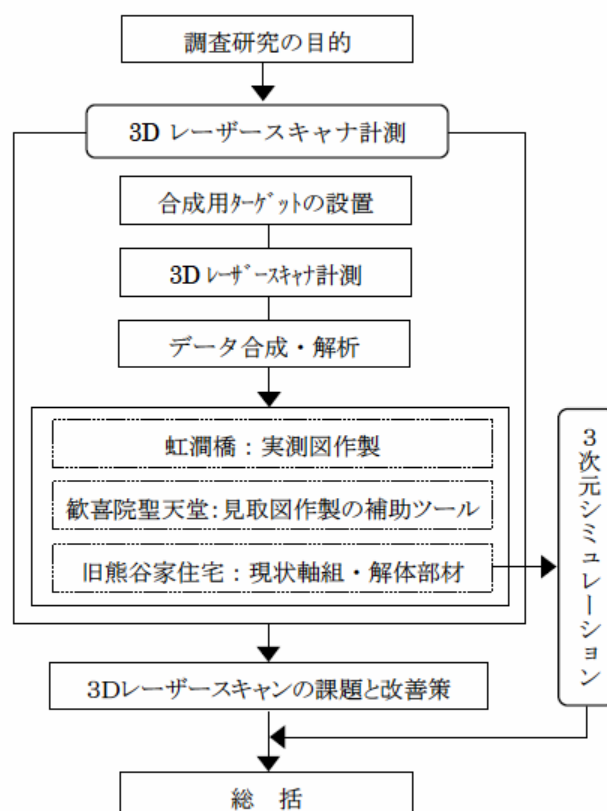 調査研究の目的
3D レーザースキャナ計測
合成用ﾀｰｹﾞｯﾄの設置
3D ﾚｰｻﾞｰｽｷｬﾅ計測
データ合成・解析
虹澗橋：実測図作製
歓喜院聖天堂：見取図作製の補助ツール
旧熊谷家住宅：現状軸組・解体部材
3次元シミュレーション
3Dレーザースキャンの課題と改善策
総 括